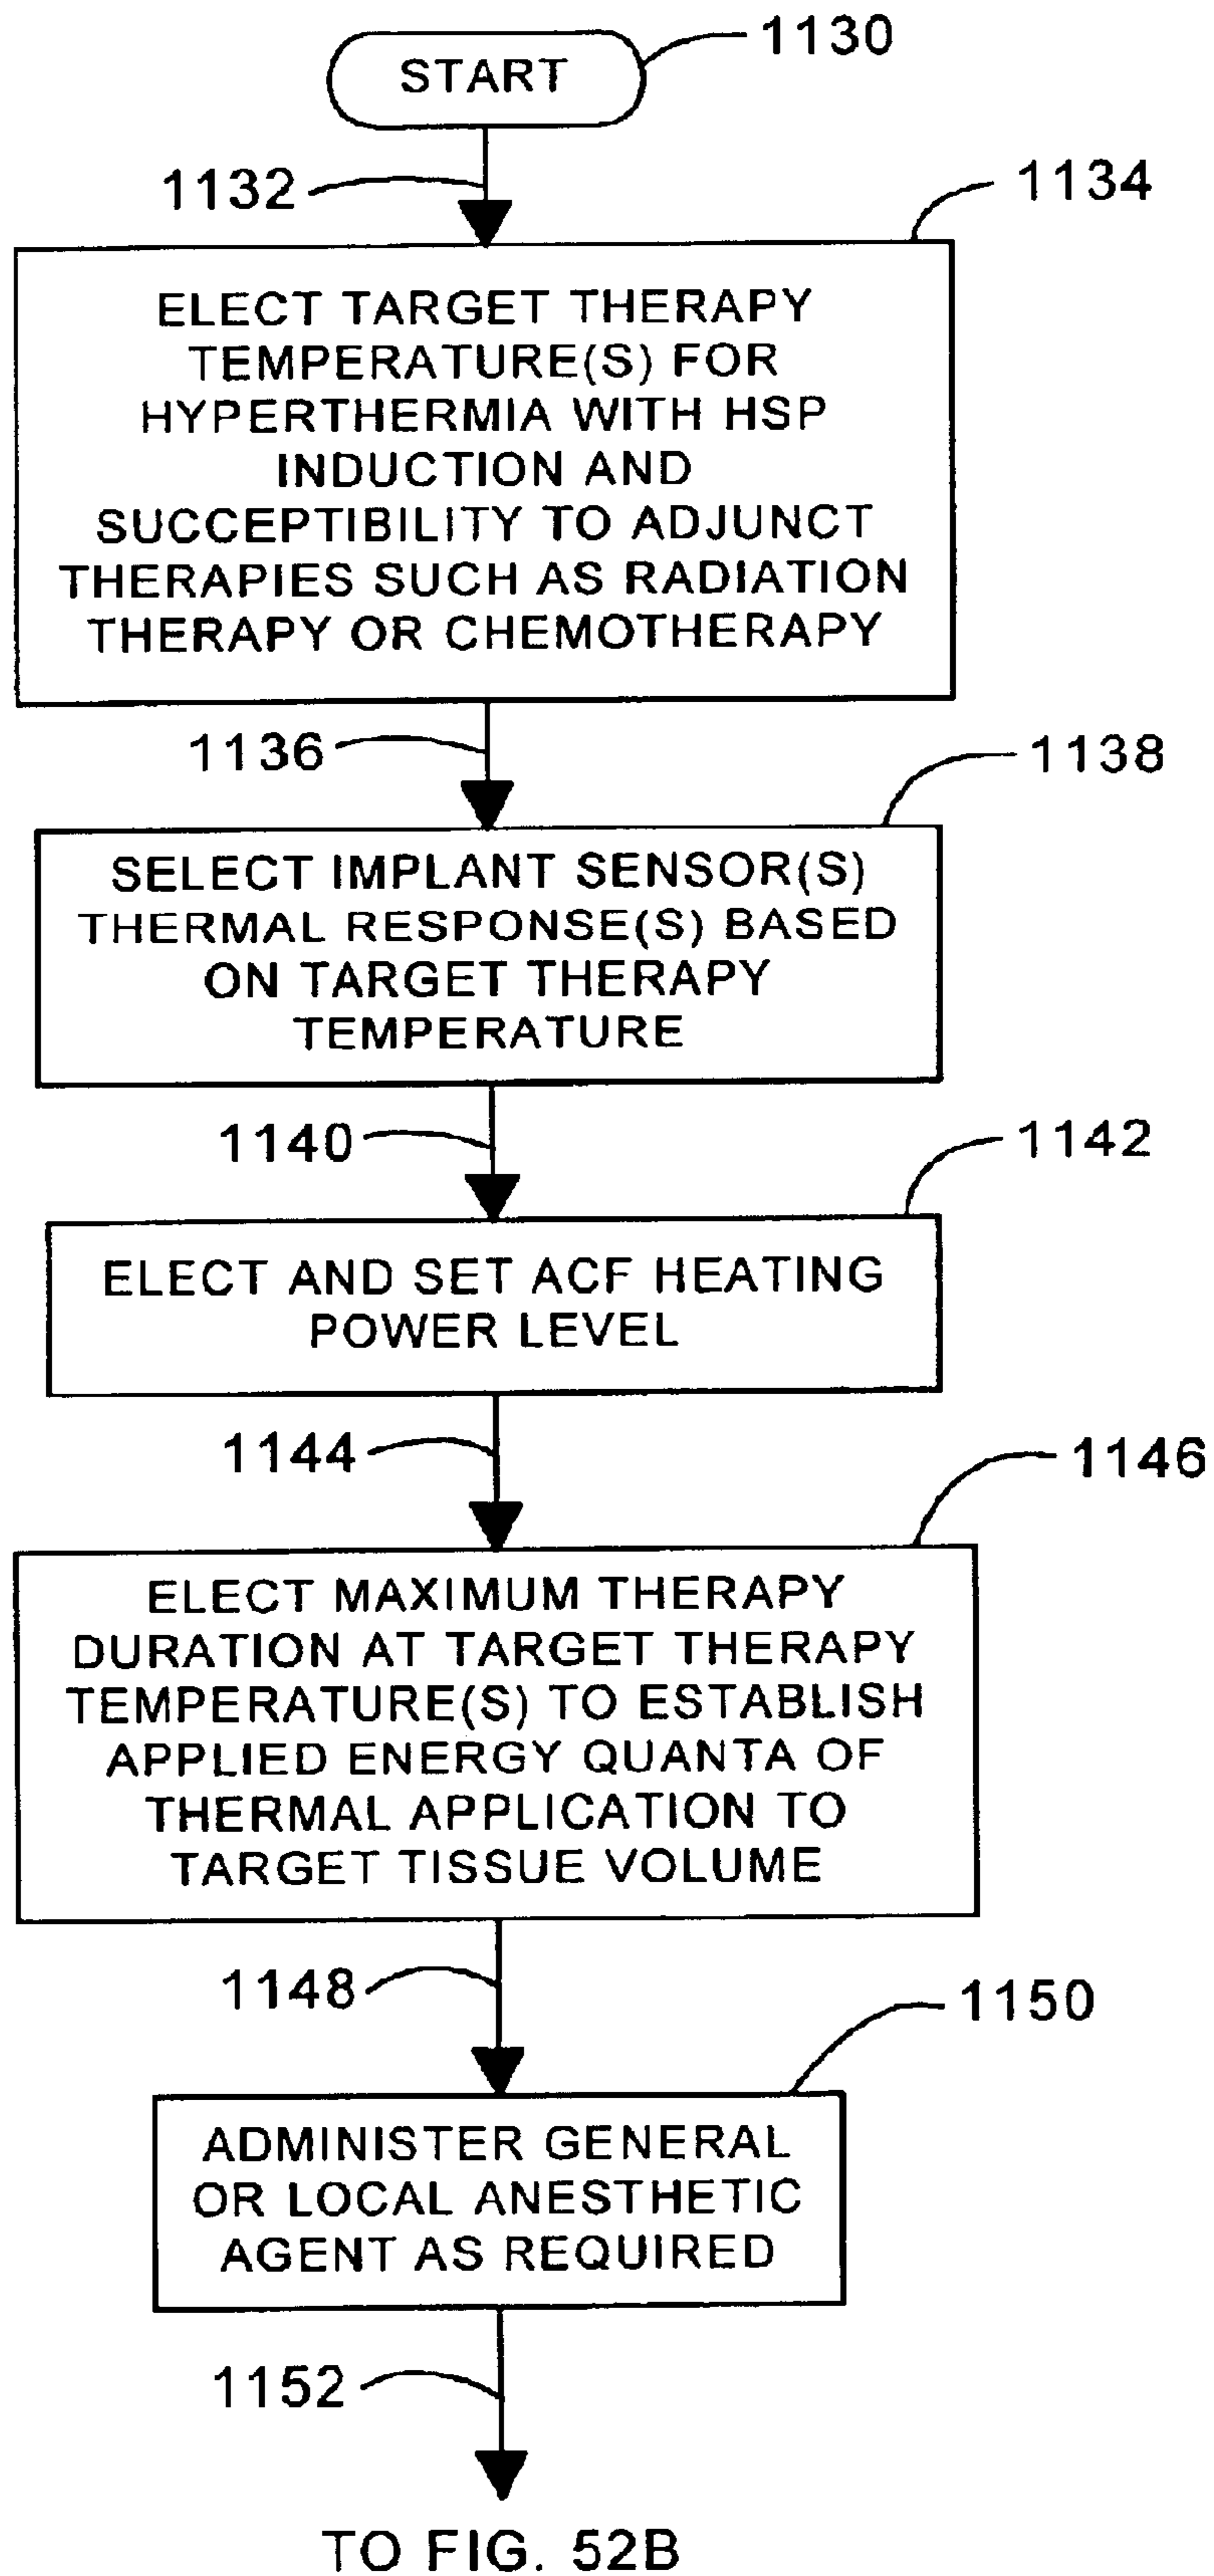 START
1130
1132
1134
ELECT TARGET THERAPY
TEMPERATURE(S) FOR
HYPERTHERMIA WITH HSP
INDUCTION AND
SUCCEPTIBILITY TO ADJUNCT
THERAPIES SUCH AS RADIATION
THERAPY OR CHEMOTHERAPY
1136
1138
SELECT IMPLANT SENSOR(S)
THERMAL RESPONSE(S) BASED
ON TARGET THERAPY
TEMPERATURE
1140
1142
ELECT AND SET ACF HEATING
POWER LEVEL
1144
1146
ELECT MAXIMUM THERAPY
DURATION AT TARGET THERAPY
TEMPERATURE(S) TO ESTABLISH
APPLIED ENERGY QUANTA OF
THERMAL APPLICATION TO
TARGET TISSUE VOLUME
1148
1150
ADMINISTER GENERAL
OR LOCAL ANESTHETIC
AGENT AS REQUIRED
1152
TO FIG. 52B